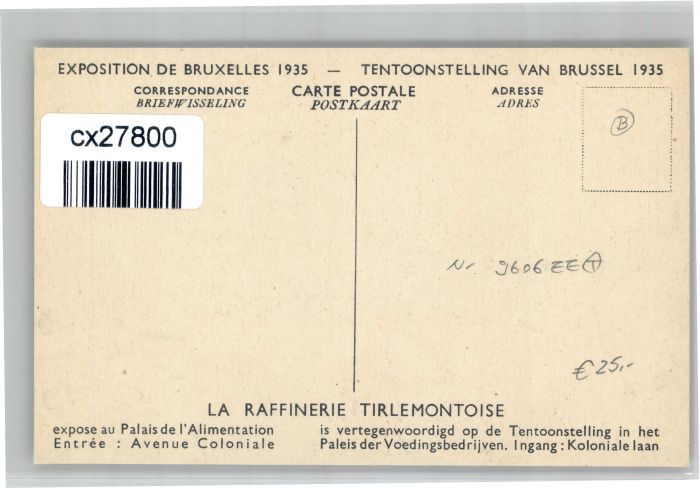 EXPOSITION DE BRUXELLES 1935 — TENTOONSTELLING VAN BRUSSEL 1935
CORRESPONDANCE CARTE POSTALE ADRESSE
BRIEFWISSELING POSTKAART ADRES
cx27800
B
Nr. 9606 EE T
€ 25,-
LA RAFFINERIE TIRLEMONTOISE
expose au Palais de l'Alimentation
Entrée : Avenue Coloniale
is vertegenwoordigd op de Tentoonstelling in het
Paleis der Voedingsbedrijven. Ingang : Koloniale laan